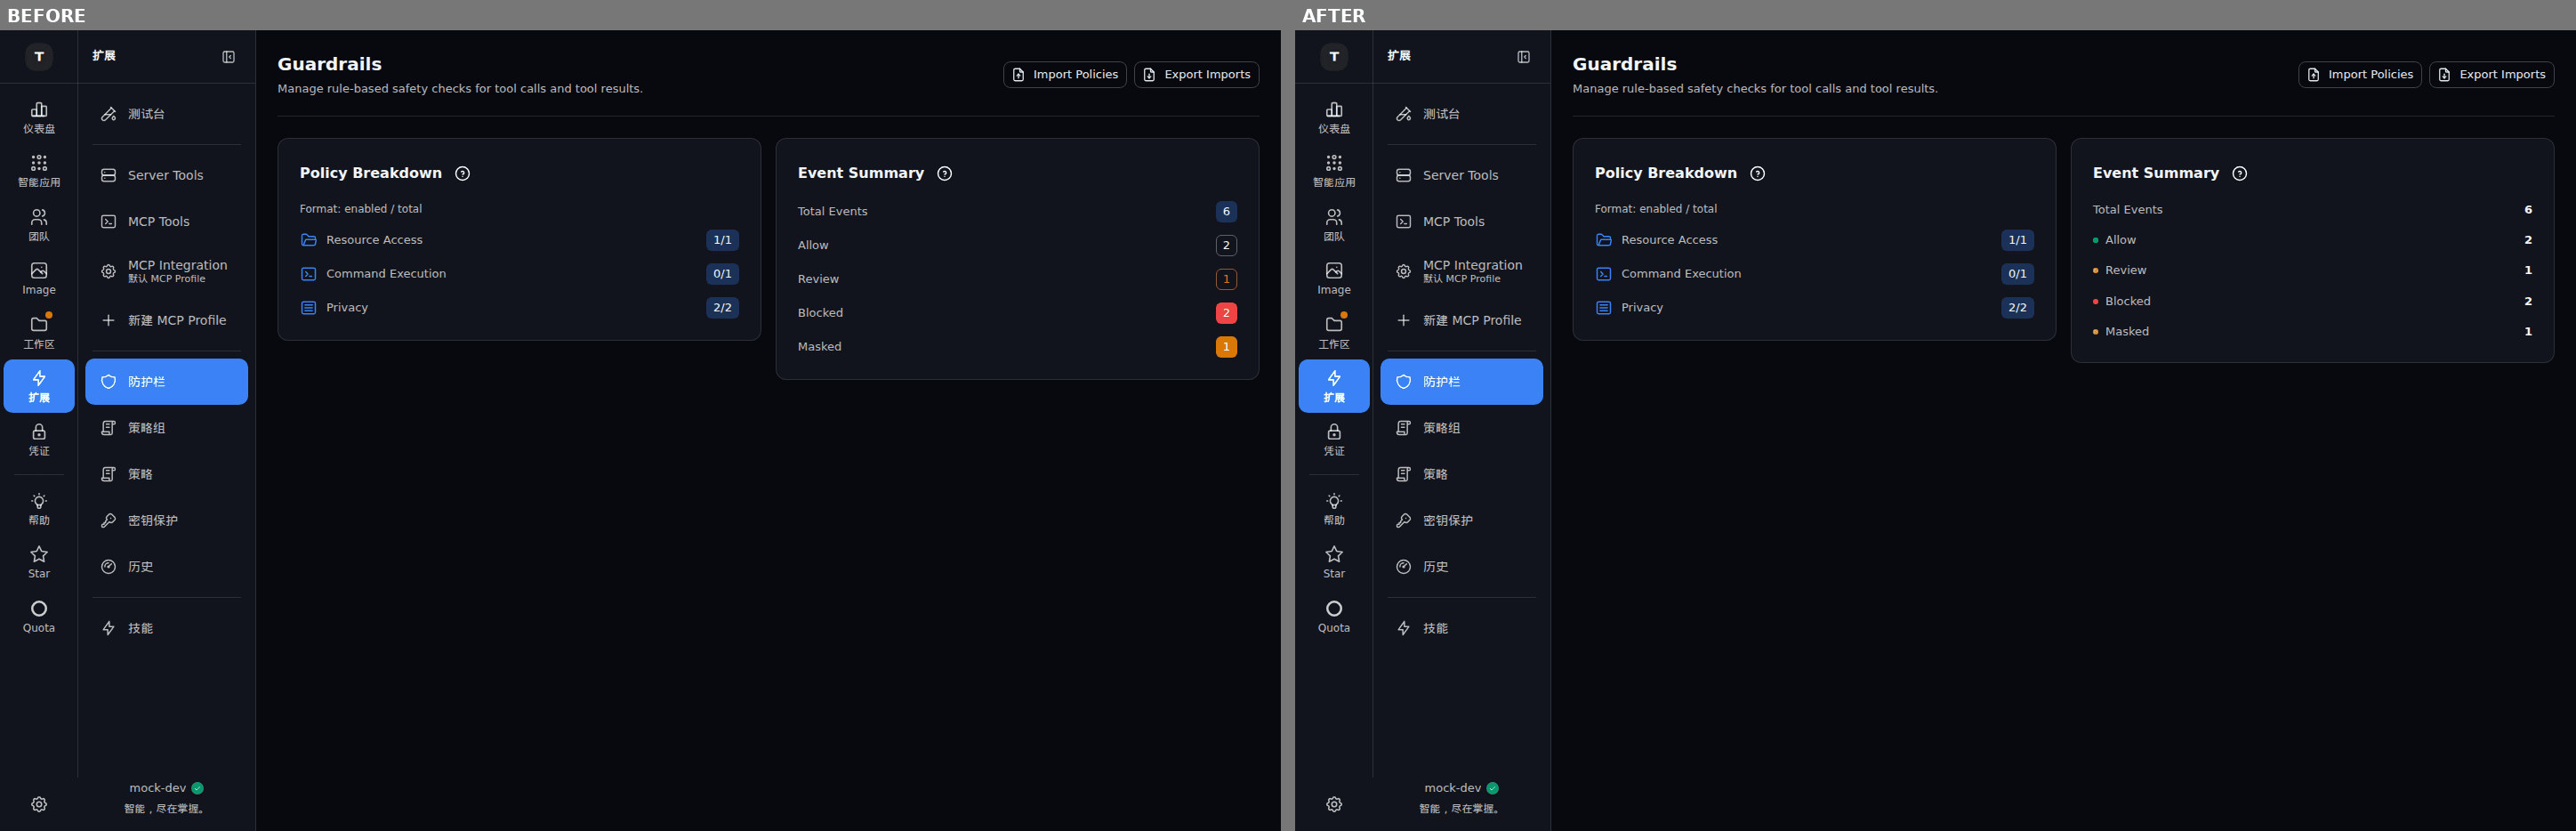 BEFORE
T
扩展
仪表盘
智能应用
团队
Image
工作区
扩展
凭证
帮助
Star
Quota
测试台
Server Tools
MCP Tools
MCP Integration
默认 MCP Profile
新建 MCP Profile
防护栏
策略组
策略
密钥保护
历史
技能
mock-dev
智能，尽在掌握。
Guardrails
Manage rule-based safety checks for tool calls and tool results.
Import Policies
Export Imports
Policy Breakdown
Format: enabled / total
Resource Access 1/1
Command Execution 0/1
Privacy 2/2
Event Summary
Total Events 6
Allow 2
Review 1
Blocked 2
Masked 1
AFTER
T
扩展
仪表盘
智能应用
团队
Image
工作区
扩展
凭证
帮助
Star
Quota
测试台
Server Tools
MCP Tools
MCP Integration
默认 MCP Profile
新建 MCP Profile
防护栏
策略组
策略
密钥保护
历史
技能
mock-dev
智能，尽在掌握。
Guardrails
Manage rule-based safety checks for tool calls and tool results.
Import Policies
Export Imports
Policy Breakdown
Format: enabled / total
Resource Access 1/1
Command Execution 0/1
Privacy 2/2
Event Summary
Total Events 6
Allow 2
Review 1
Blocked 2
Masked 1